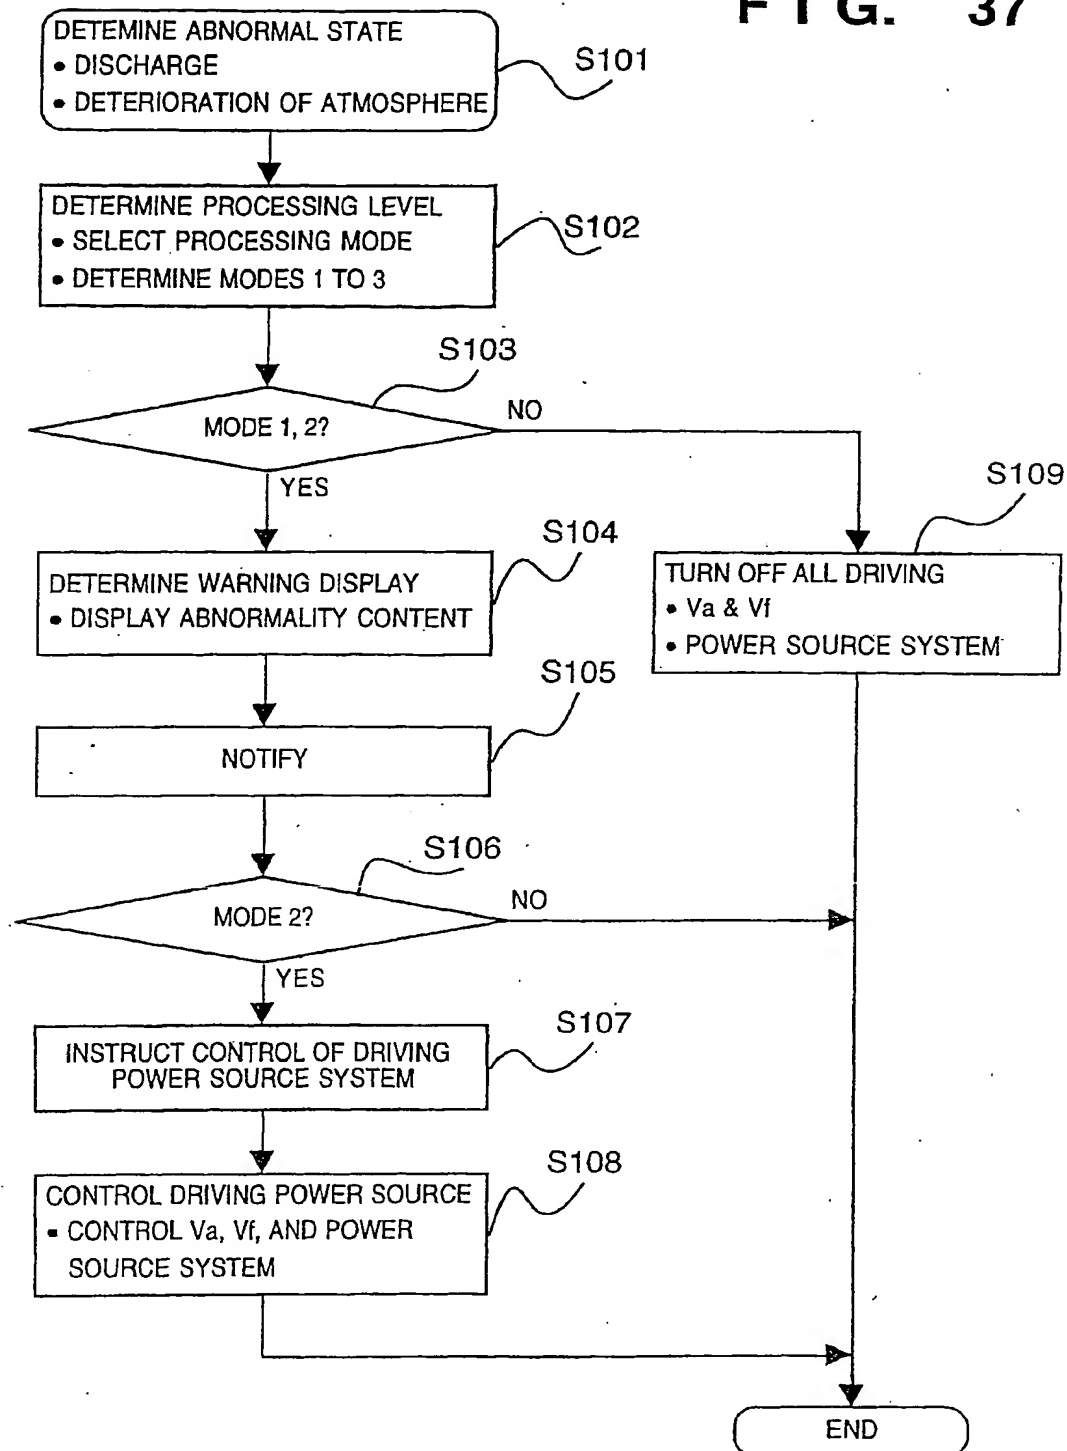 FIG. 37
DETEMINE ABNORMAL STATE
• DISCHARGE
• DETERIORATION OF ATMOSPHERE
S101
DETERMINE PROCESSING LEVEL
• SELECT PROCESSING MODE
• DETERMINE MODES 1 TO 3
S102
S103
MODE 1, 2?
NO
YES
S109
TURN OFF ALL DRIVING
• Va & Vf
• POWER SOURCE SYSTEM
S104
DETERMINE WARNING DISPLAY
• DISPLAY ABNORMALITY CONTENT
S105
NOTIFY
S106
MODE 2?
NO
YES
S107
INSTRUCT CONTROL OF DRIVING
POWER SOURCE SYSTEM
S108
CONTROL DRIVING POWER SOURCE
• CONTROL Va, Vf, AND POWER
SOURCE SYSTEM
END